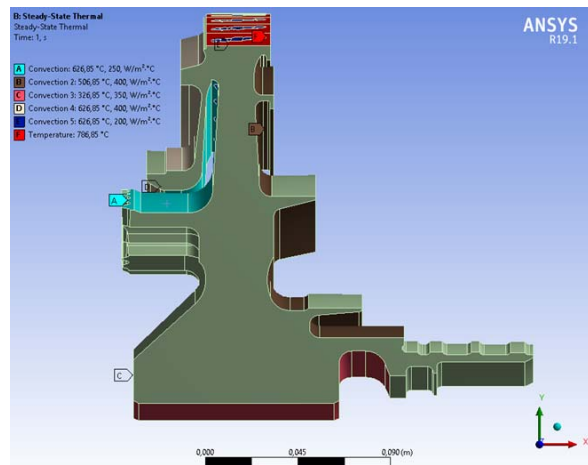 B: Steady-State Thermal
Steady-State Thermal
Time: 1, s
A Convection: 626,85 °C, 250, W/m²·°C
B Convection 2: 506,85 °C, 400, W/m²·°C
C Convection 3: 326,85 °C, 350, W/m²·°C
D Convection 4: 626,85 °C, 400, W/m²·°C
E Convection 5: 626,85 °C, 200, W/m²·°C
F Temperature: 786,85 °C
ANSYS
R19.1
E
F
B
D
A
C
Y
X
0,000
0,045
0,090 (m)